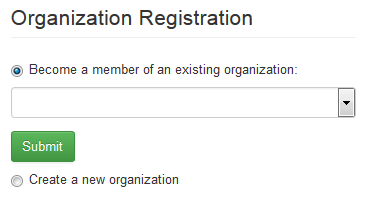 Organization Registration
Become a member of an existing organization:
Submit
Create a new organization